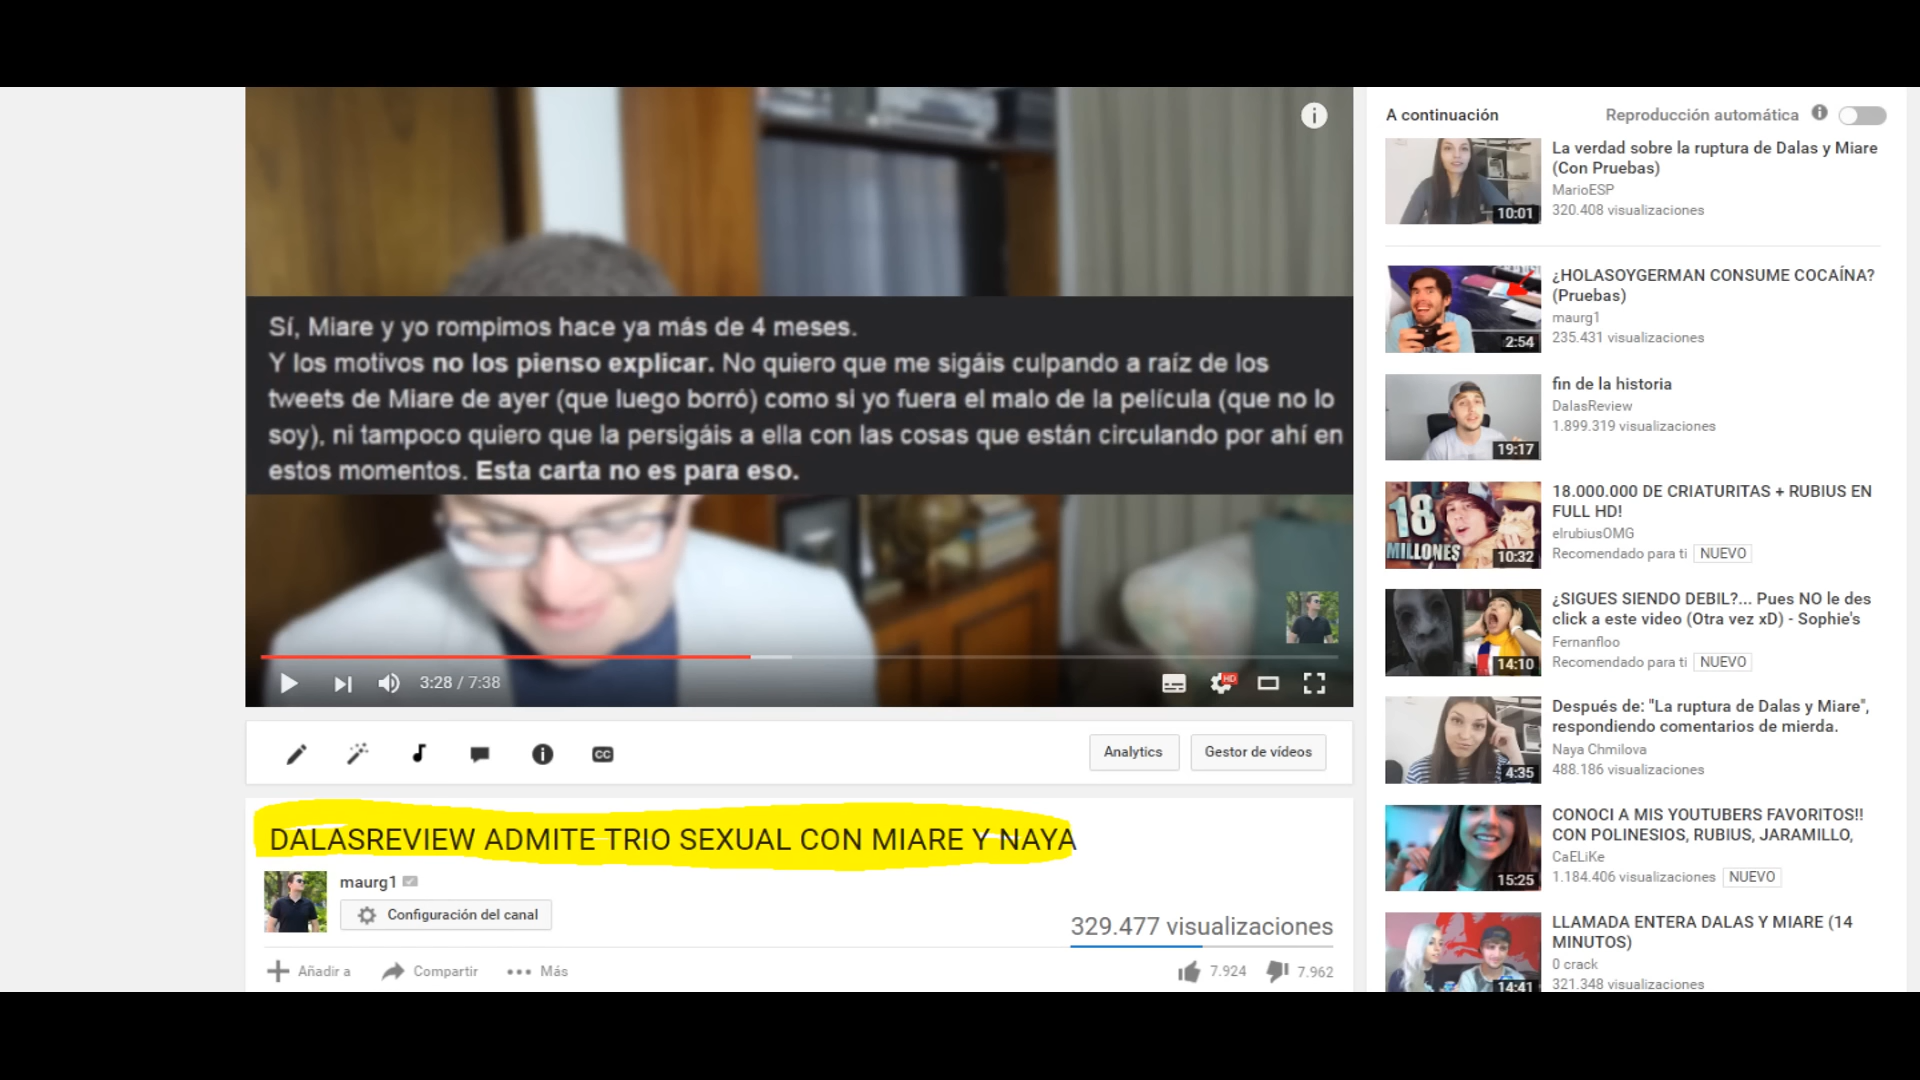 Sí, Miare y yo rompimos hace ya más de 4 meses.
Y los motivos no los pienso explicar. No quiero que me sigáis culpando a raíz de los
tweets de Miare de ayer (que luego borró) como si yo fuera el malo de la película (que no lo
soy), ni tampoco quiero que la persigáis a ella con las cosas que están circulando por ahí en
estos momentos. Esta carta no es para eso.
3:28 / 7:38
HD
CC
Analytics
Gestor de vídeos
DALASREVIEW ADMITE TRIO SEXUAL CON MIARE Y NAYA
maurg1
Configuración del canal
329.477 visualizaciones
Añadir a
Compartir
Más
7.924
7.962
A continuación
Reproducción automática
La verdad sobre la ruptura de Dalas y Miare
(Con Pruebas)
MarioESP
320.408 visualizaciones
10:01
¿HOLASOYGERMAN CONSUME COCAÍNA?
(Pruebas)
maurg1
235.431 visualizaciones
2:54
fin de la historia
DalasReview
1.899.319 visualizaciones
19:17
18.000.000 DE CRIATURITAS + RUBIUS EN
FULL HD!
elrubiusOMG
Recomendado para ti NUEVO
18
MILLONES
10:32
¿SIGUES SIENDO DEBIL?... Pues NO le des
click a este video (Otra vez xD) - Sophie's
Fernanfloo
Recomendado para ti NUEVO
14:10
Después de: "La ruptura de Dalas y Miare",
respondiendo comentarios de mierda.
Naya Chmilova
488.186 visualizaciones
4:35
CONOCI A MIS YOUTUBERS FAVORITOS!!
CON POLINESIOS, RUBIUS, JARAMILLO,
CaELiKe
1.184.406 visualizaciones NUEVO
15:25
LLAMADA ENTERA DALAS Y MIARE (14
MINUTOS)
0 crack
321.348 visualizaciones
14:41